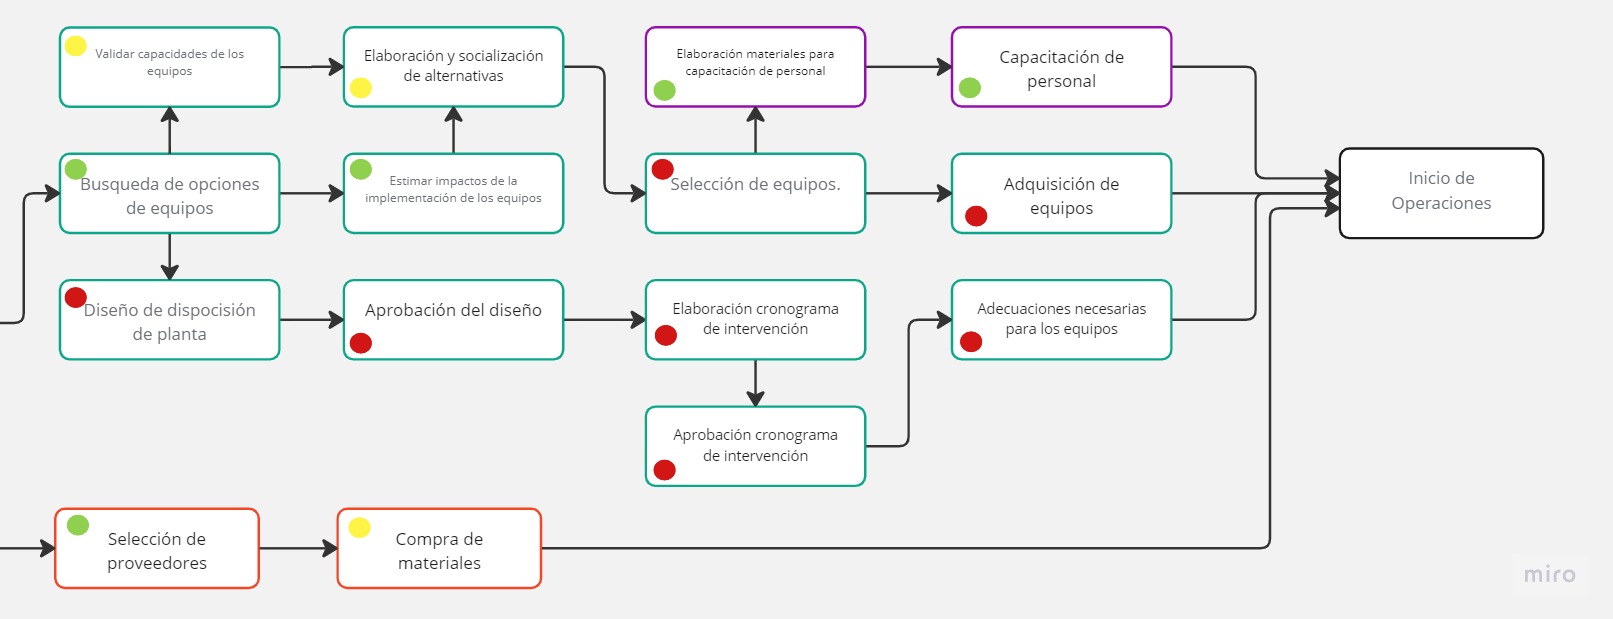 Validar capacidades de los
equipos
Elaboración y socialización
de alternativas
Elaboración materiales para
capacitación de personal
Capacitación de
personal
Busqueda de opciones
de equipos
Estimar impactos de la
implementación de los equipos
Selección de equipos.
Adquisición de
equipos
Inicio de
Operaciones
Diseño de dispocisión
de planta
Aprobación del diseño
Elaboración cronograma
de intervención
Adecuaciones necesarias
para los equipos
Aprobación cronograma
de intervención
Selección de
proveedores
Compra de
materiales
miro